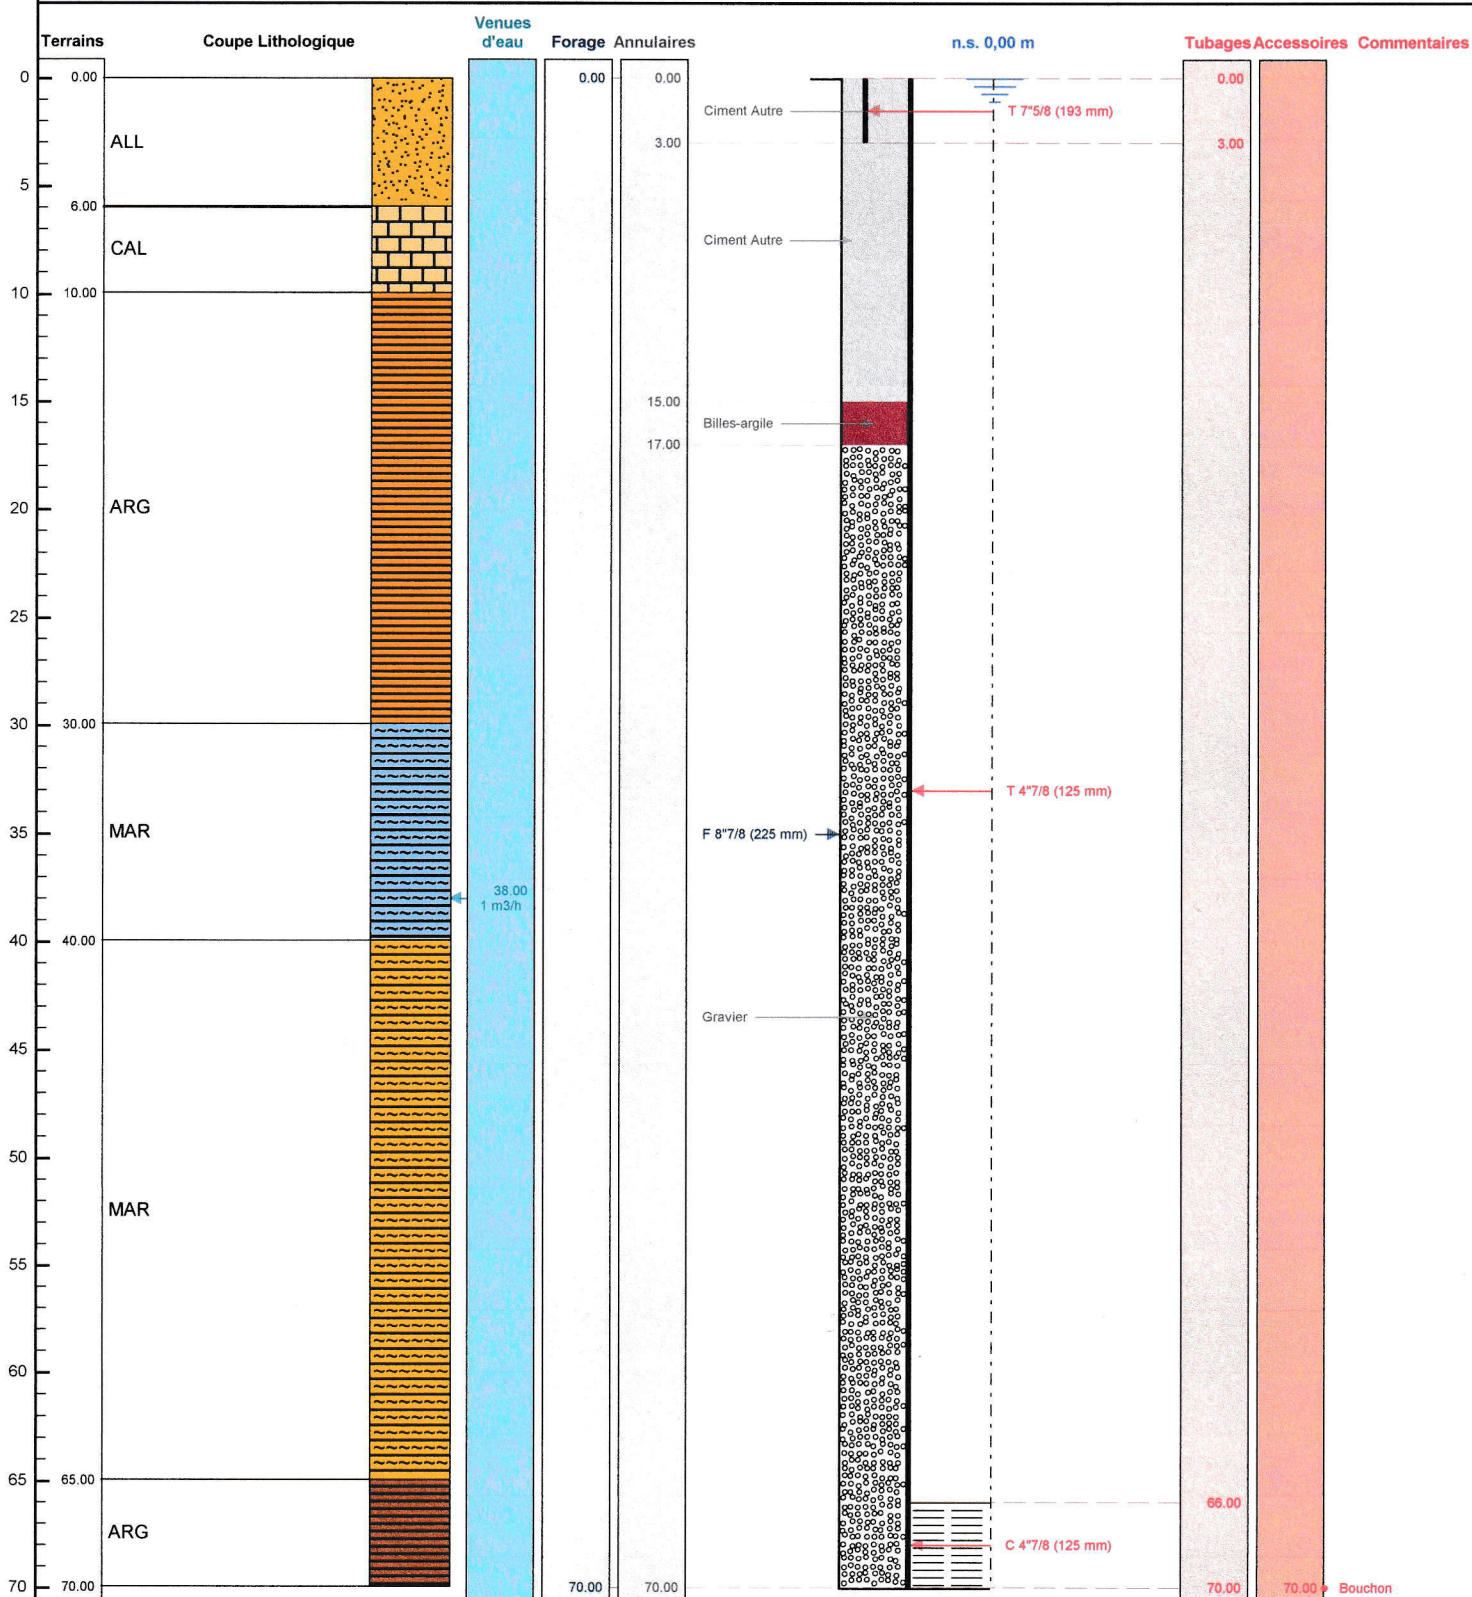 Terrains Coupe Lithologique Venues d'eau Forage Annulaires n.s. 0,00 m Tubages Accessoires Commentaires
0 0.00 0.00 0.00 0.00
Ciment Autre T 7"5/8 (193 mm)
ALL
3.00 3.00
5
6.00
CAL
Ciment Autre
10 10.00
15 15.00
Billes-argile
17.00
20
ARG
25
30 30.00
T 4"7/8 (125 mm)
MAR
35 F 8"7/8 (225 mm)
38.00
1 m3/h
40 40.00
Gravier
45
50
MAR
55
60
65 65.00
66.00
ARG
C 4"7/8 (125 mm)
70 70.00 70.00 70.00 70.00 70.00 Bouchon